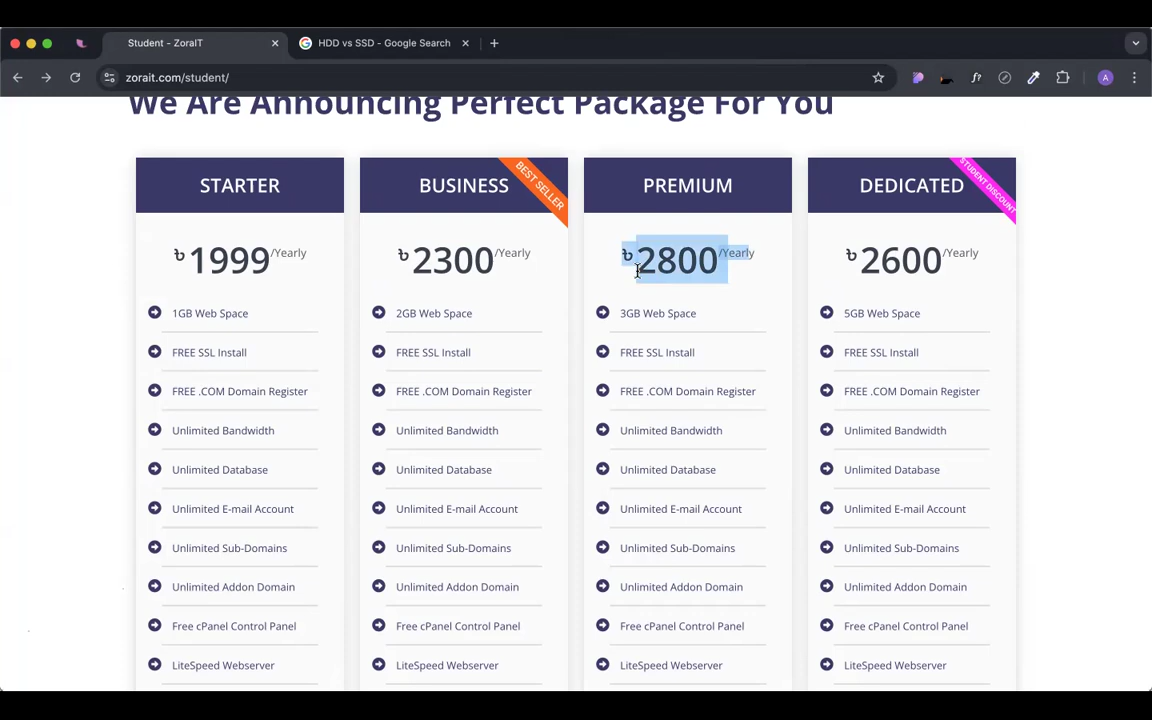 Student - ZoraIT
HDD vs SSD - Google Search
zorait.com/student/
A
We Are Announcing Perfect Package For You
STARTER
৳1999/Yearly
1GB Web Space
FREE SSL Install
FREE .COM Domain Register
Unlimited Bandwidth
Unlimited Database
Unlimited E-mail Account
Unlimited Sub-Domains
Unlimited Addon Domain
Free cPanel Control Panel
LiteSpeed Webserver
BUSINESS
BEST SELLER
৳2300/Yearly
2GB Web Space
FREE SSL Install
FREE .COM Domain Register
Unlimited Bandwidth
Unlimited Database
Unlimited E-mail Account
Unlimited Sub-Domains
Unlimited Addon Domain
Free cPanel Control Panel
LiteSpeed Webserver
PREMIUM
৳2800/Yearly
3GB Web Space
FREE SSL Install
FREE .COM Domain Register
Unlimited Bandwidth
Unlimited Database
Unlimited E-mail Account
Unlimited Sub-Domains
Unlimited Addon Domain
Free cPanel Control Panel
LiteSpeed Webserver
DEDICATED
STUDENT DISCOUNT
৳2600/Yearly
5GB Web Space
FREE SSL Install
FREE .COM Domain Register
Unlimited Bandwidth
Unlimited Database
Unlimited E-mail Account
Unlimited Sub-Domains
Unlimited Addon Domain
Free cPanel Control Panel
LiteSpeed Webserver